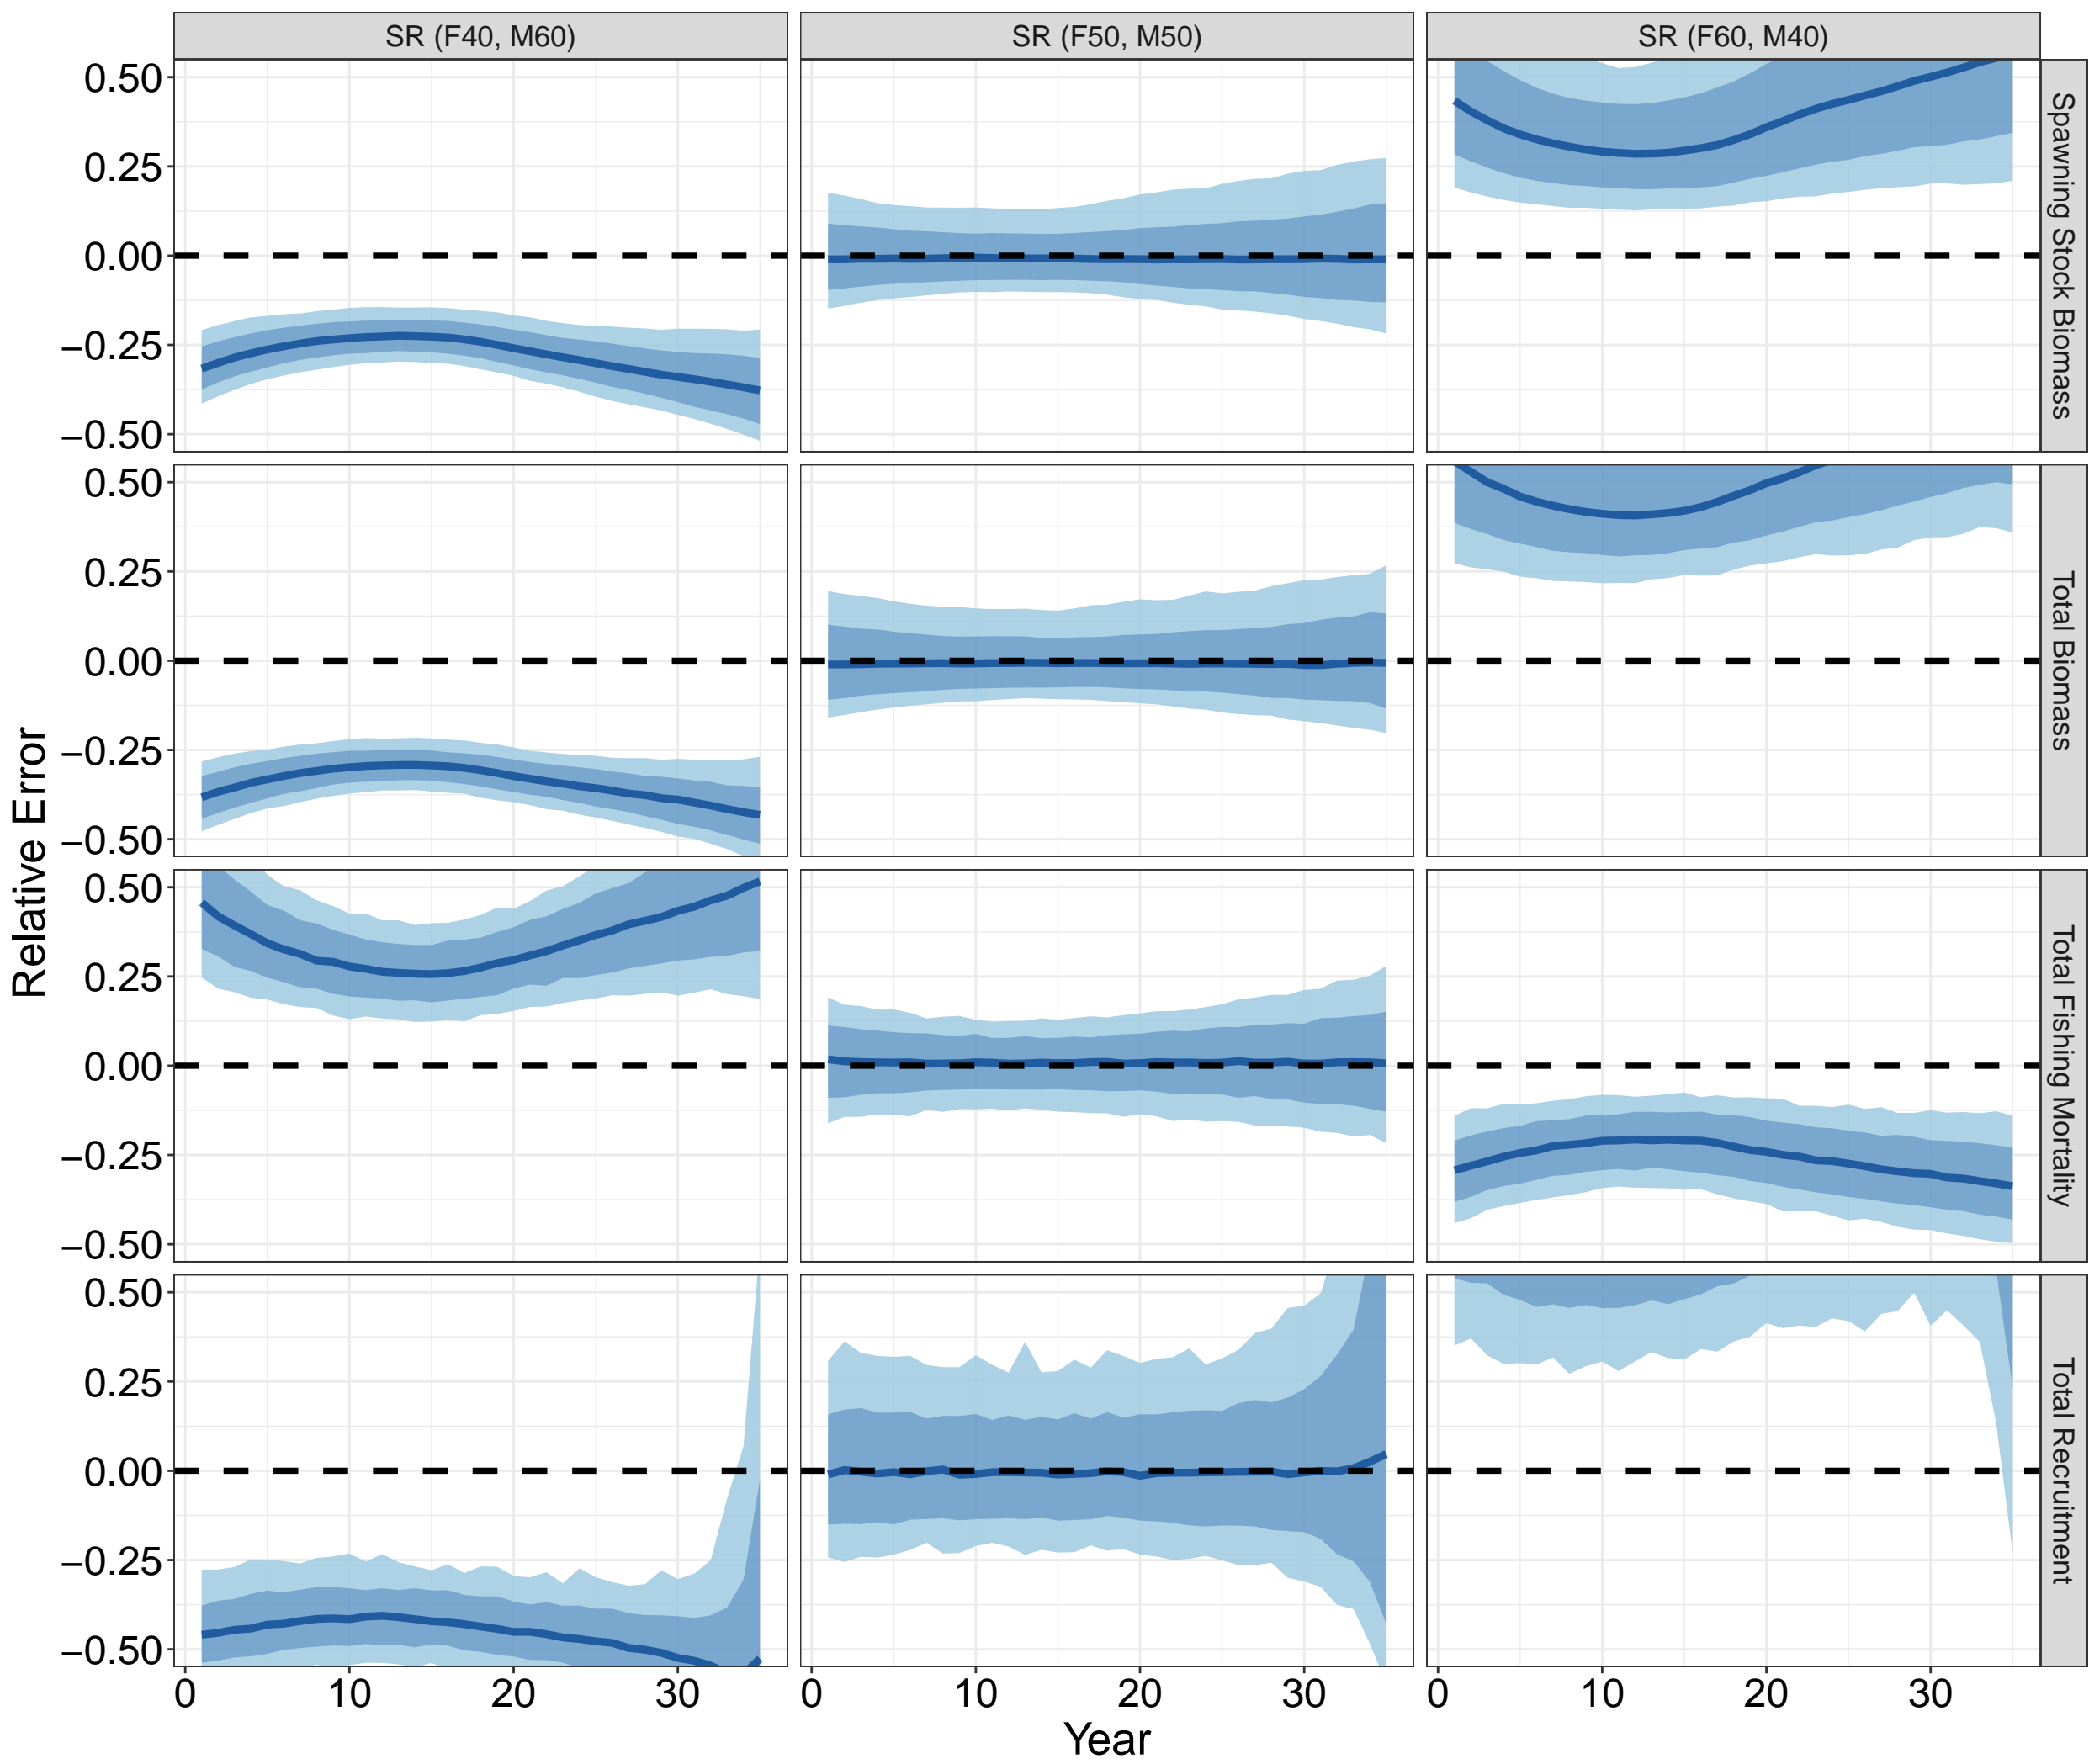 SR (F40, M60)
SR (F50, M50)
SR (F60, M40)
0.50
0.25
0.00
−0.25
−0.50
Spawning Stock Biomass
0.50
0.25
0.00
−0.25
−0.50
Total Biomass
0.50
0.25
0.00
−0.25
−0.50
Total Fishing Mortality
0.50
0.25
0.00
−0.25
−0.50
Total Recruitment
Relative Error
0 10 20 30
0 10 20 30
0 10 20 30
Year